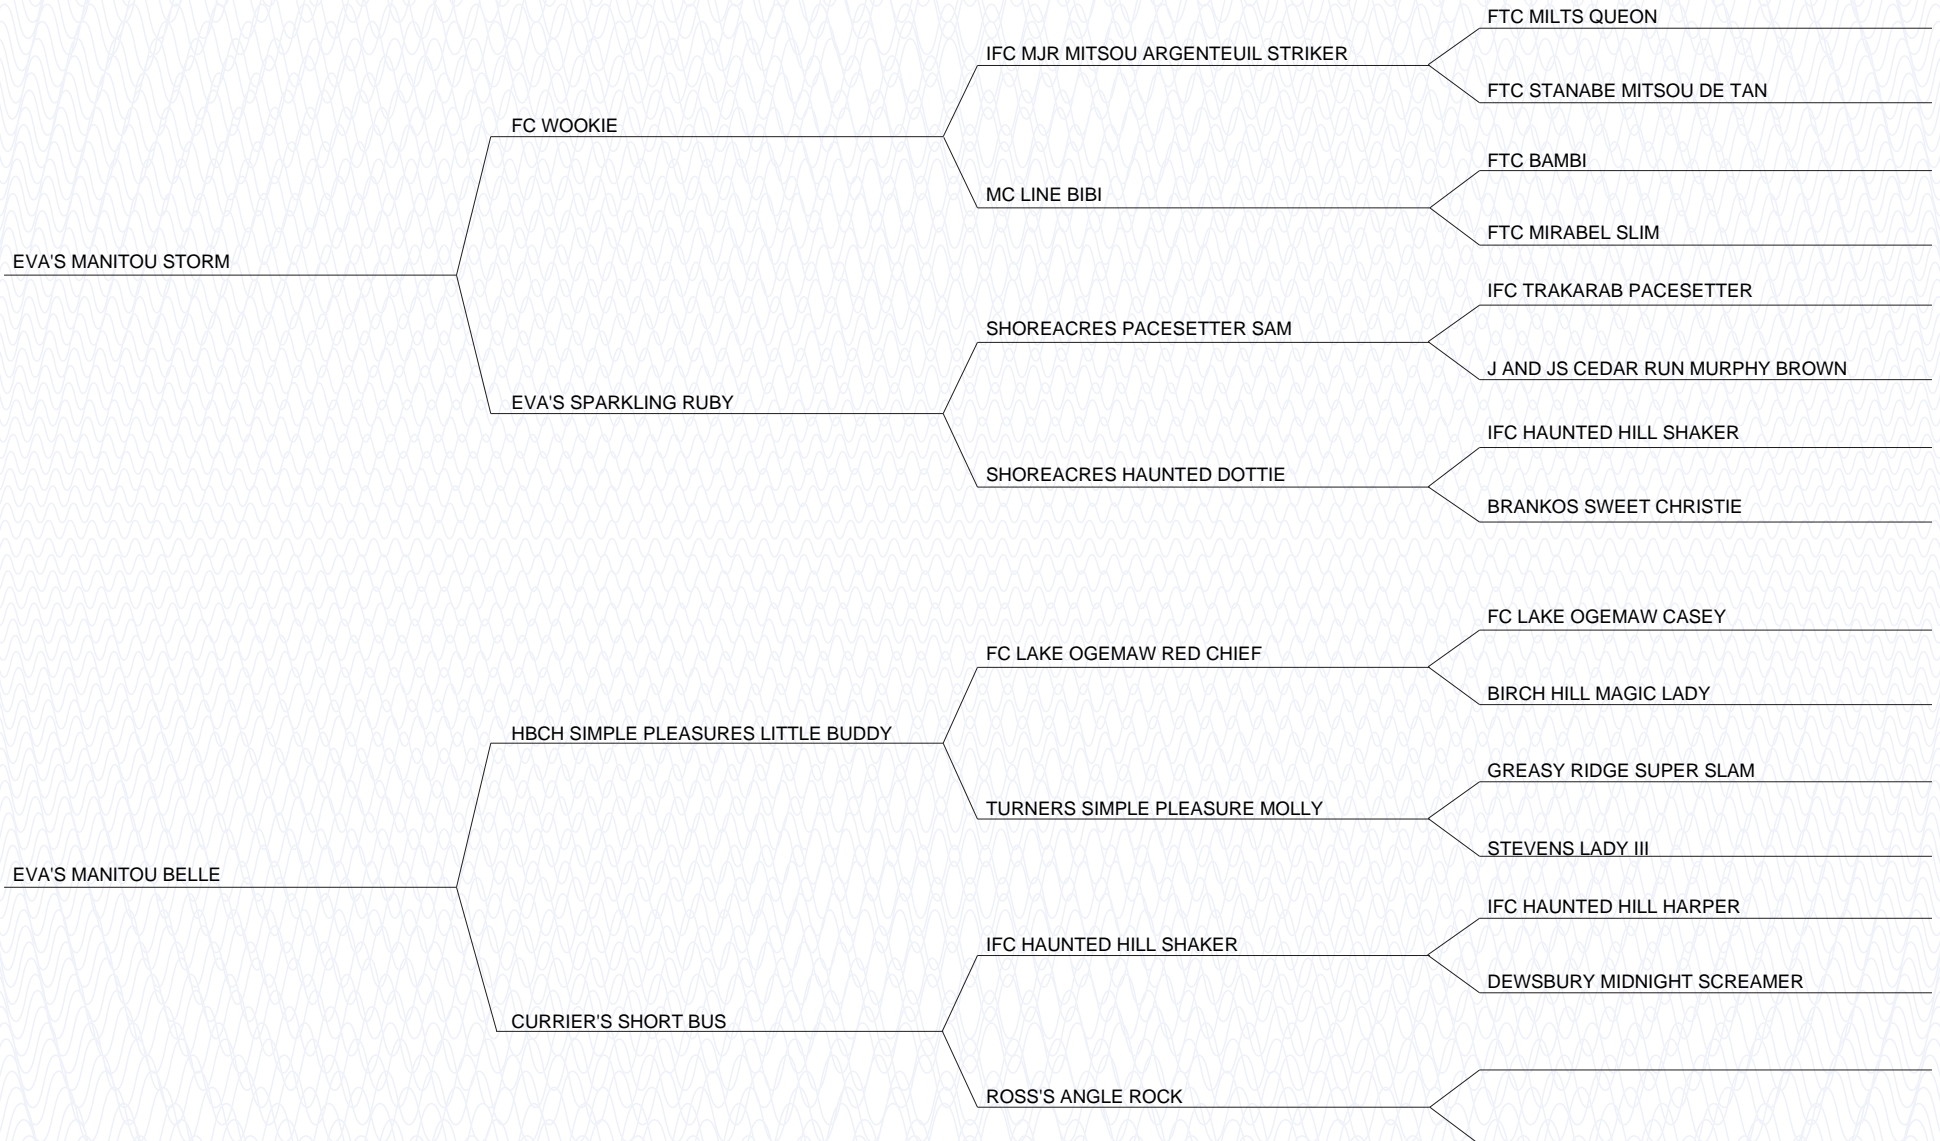 FTC MILTS QUEON
IFC MJR MITSOU ARGENTEUIL STRIKER
FTC STANABE MITSOU DE TAN
FC WOOKIE
FTC BAMBI
MC LINE BIBI
FTC MIRABEL SLIM
EVA'S MANITOU STORM
IFC TRAKARAB PACESETTER
SHOREACRES PACESETTER SAM
J AND JS CEDAR RUN MURPHY BROWN
EVA'S SPARKLING RUBY
IFC HAUNTED HILL SHAKER
SHOREACRES HAUNTED DOTTIE
BRANKOS SWEET CHRISTIE
FC LAKE OGEMAW CASEY
FC LAKE OGEMAW RED CHIEF
BIRCH HILL MAGIC LADY
HBCH SIMPLE PLEASURES LITTLE BUDDY
GREASY RIDGE SUPER SLAM
TURNERS SIMPLE PLEASURE MOLLY
STEVENS LADY III
EVA'S MANITOU BELLE
IFC HAUNTED HILL HARPER
IFC HAUNTED HILL SHAKER
DEWSBURY MIDNIGHT SCREAMER
CURRIER'S SHORT BUS
ROSS'S ANGLE ROCK